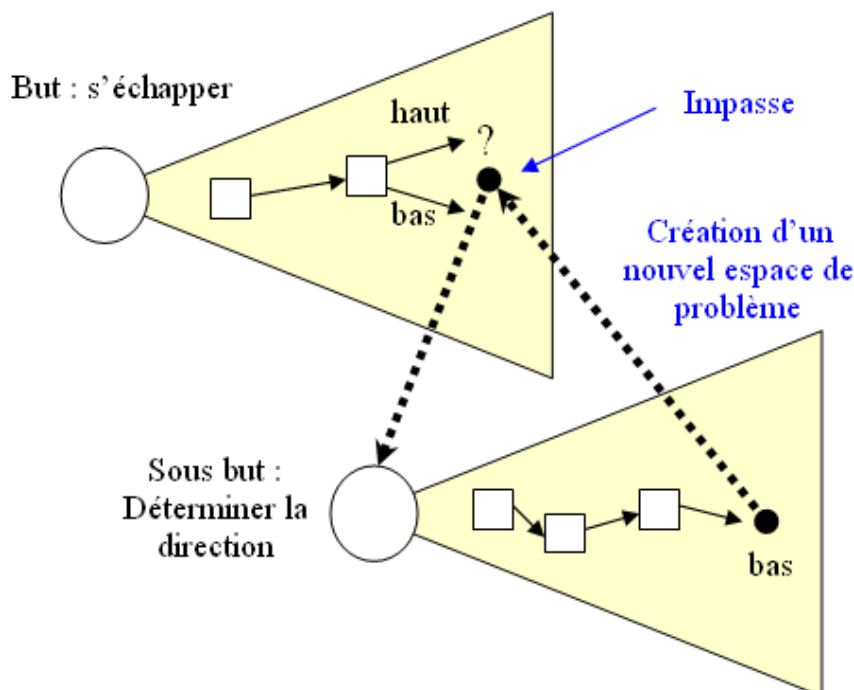 But : s’échapper
haut
?
bas
Impasse
Création d’un
nouvel espace de
problème
Sous but :
Déterminer la
direction
bas